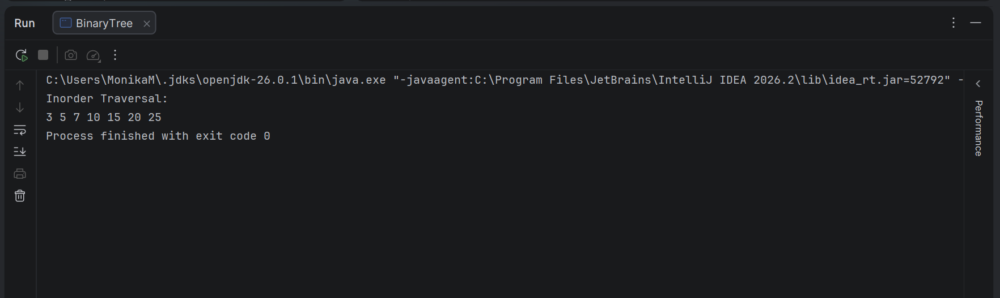 Run
BinaryTree
C:\Users\MonikaM\.jdks\openjdk-26.0.1\bin\java.exe "-javaagent:C:\Program Files\JetBrains\IntelliJ IDEA 2026.2\lib\idea_rt.jar=52792" -
Inorder Traversal:
3 5 7 10 15 20 25
Process finished with exit code 0
Performance